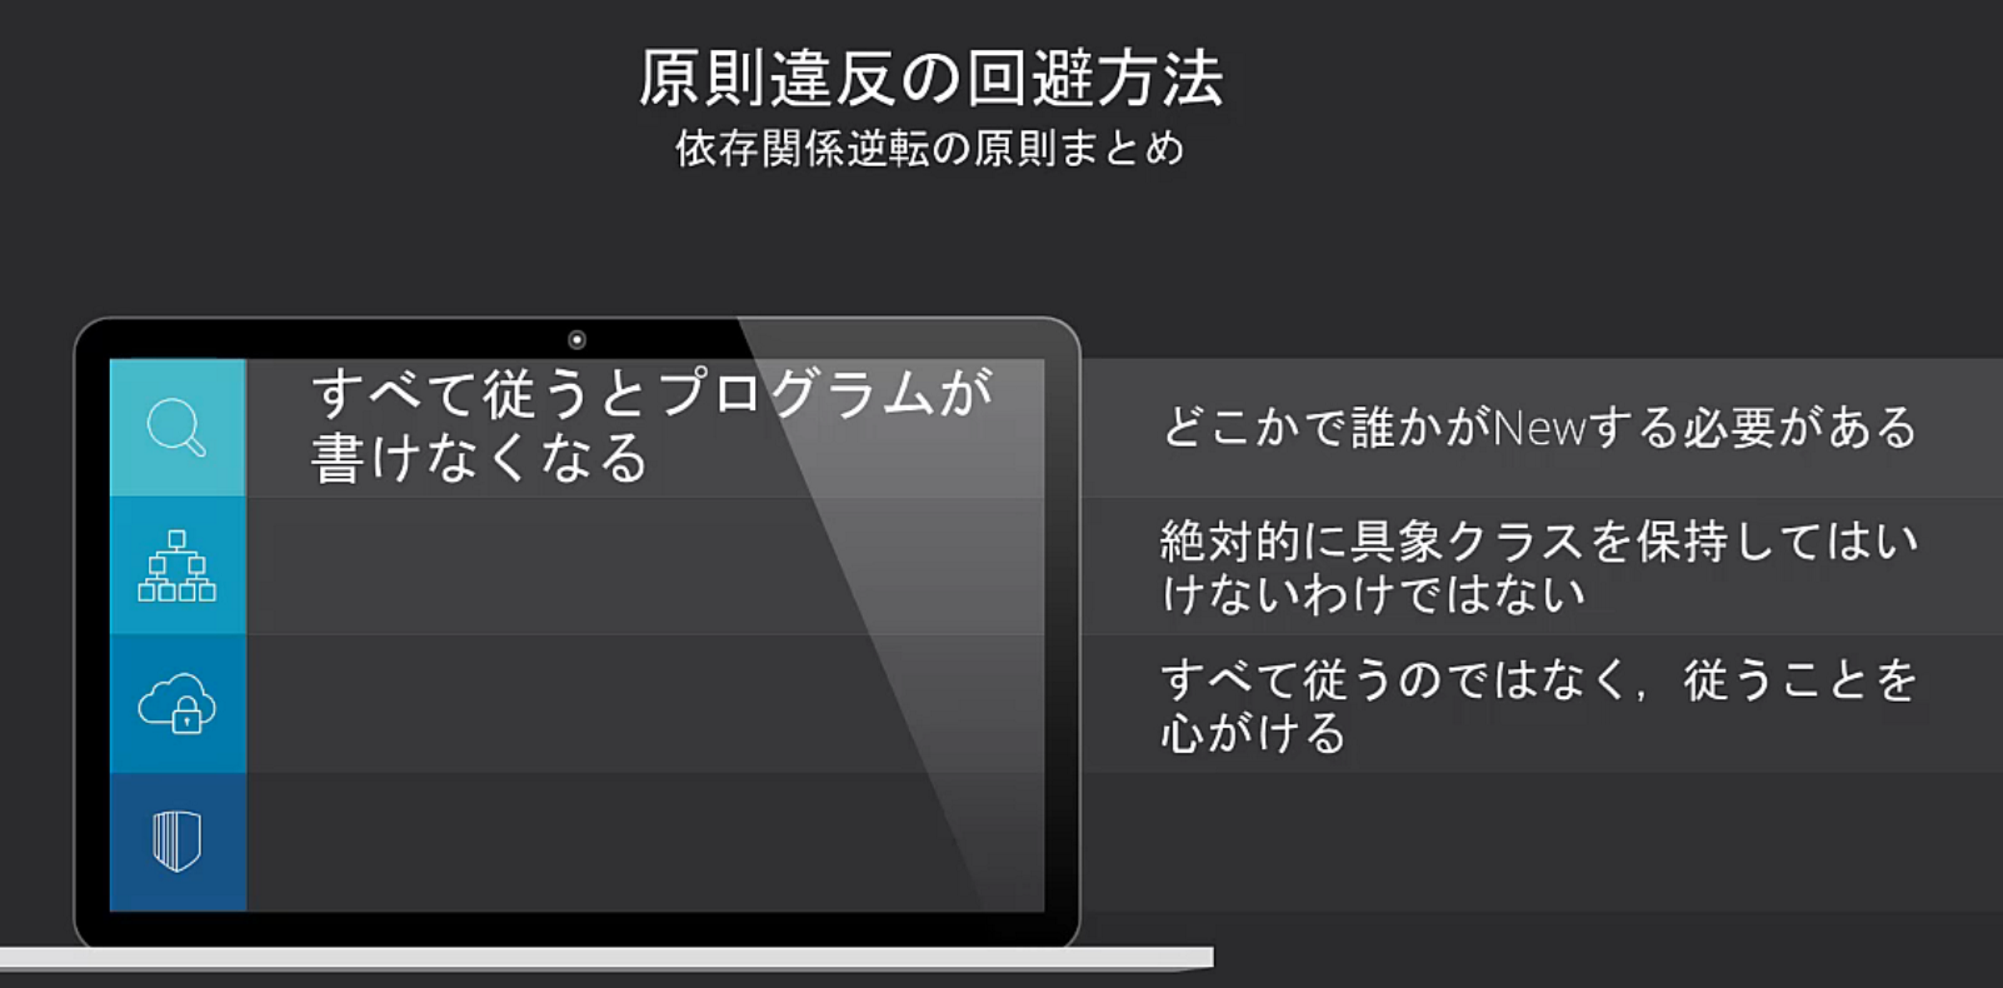 原則違反の回避方法
依存関係逆転の原則まとめ
すべて従うとプログラムが
書けなくなる
どこかで誰かがNewする必要がある
絶対的に具象クラスを保持してはい
けないわけではない
すべて従うのではなく，従うことを
心がける